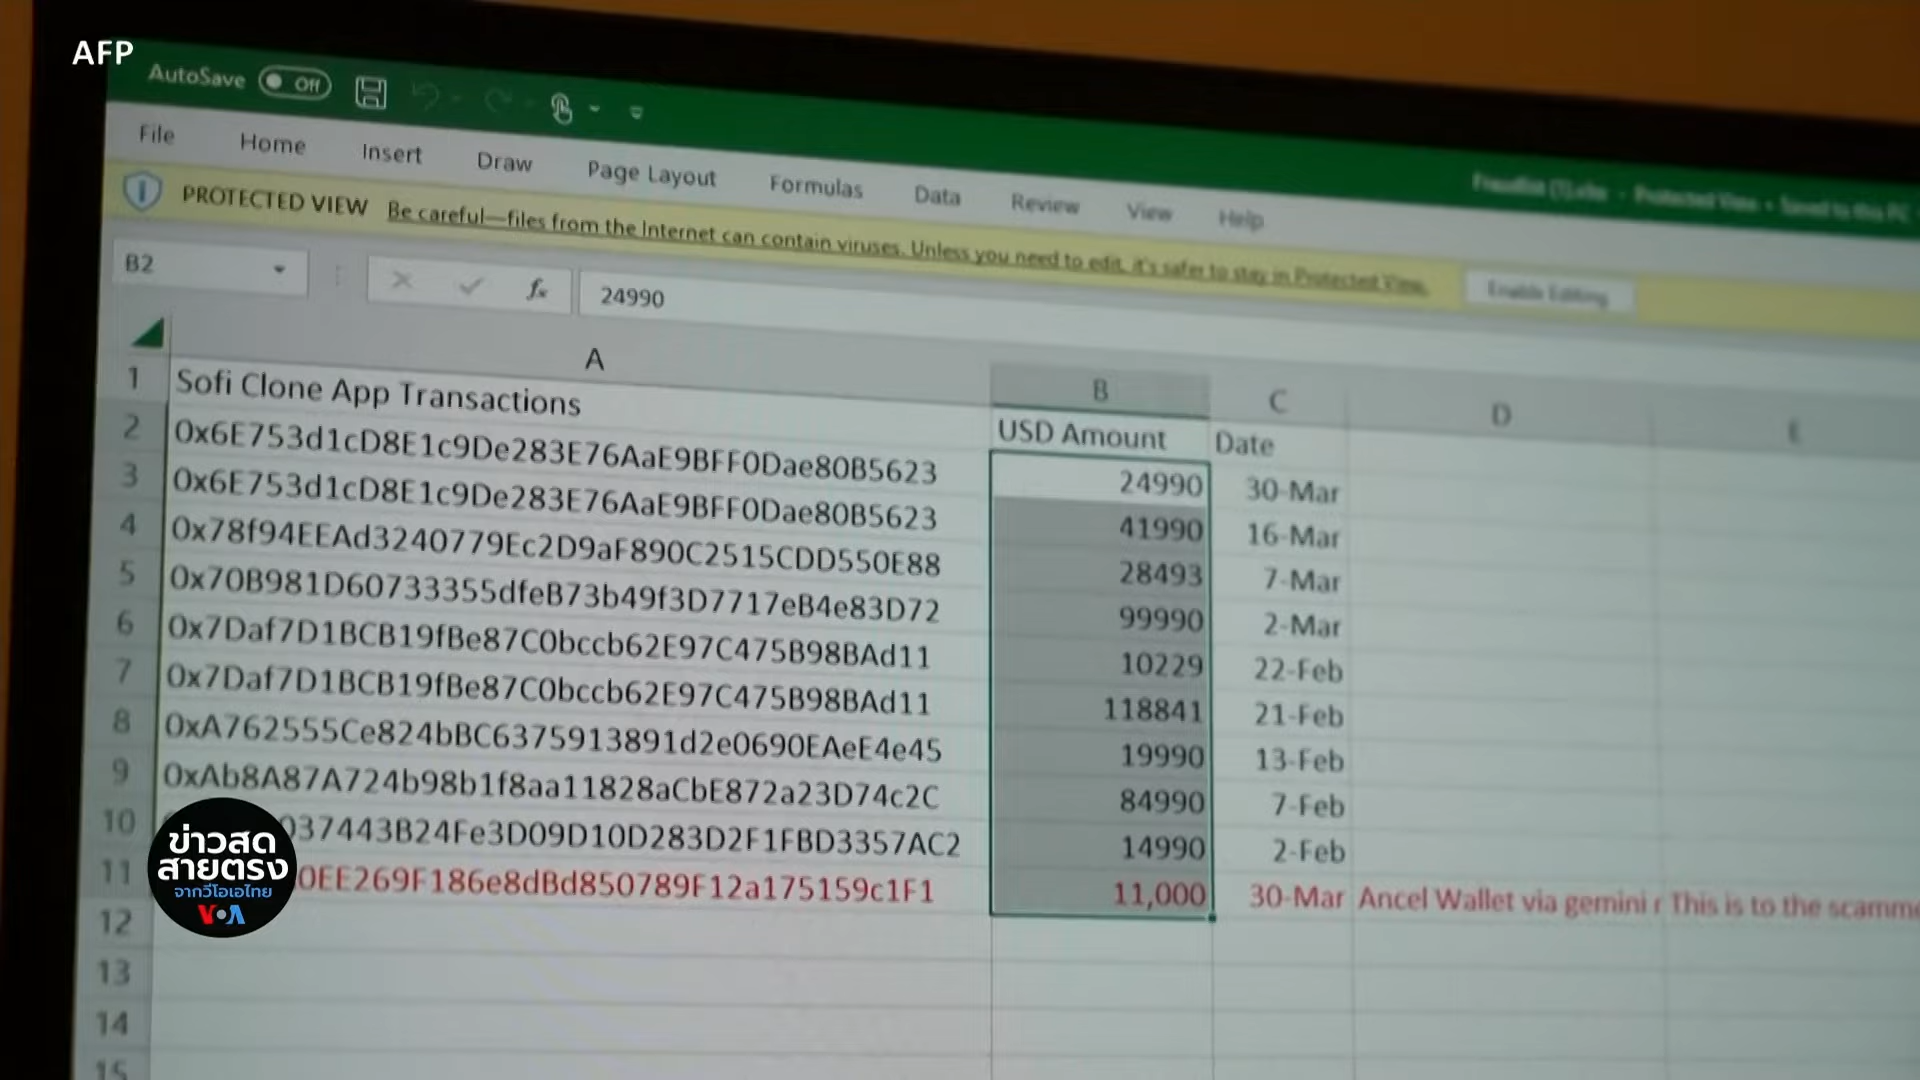 AFP
AutoSave Off
File Home Insert Draw Page Layout Formulas Data Review View Help
PROTECTED VIEW Be careful—files from the Internet can contain viruses. Unless you need to edit, it's safer to stay in Protected View. Enable Editing
B2 fx 24990
A B C D E
1 Sofi Clone App Transactions USD Amount Date
2 0x6E753d1cD8E1c9De283E76AaE9BFF0Dae80B5623 24990 30-Mar
3 0x6E753d1cD8E1c9De283E76AaE9BFF0Dae80B5623 41990 16-Mar
4 0x78f94EEAd3240779Ec2D9aF890C2515CDD550E88 28493 7-Mar
5 0x70B981D60733355dfeB73b49f3D7717eB4e83D72 99990 2-Mar
6 0x7Daf7D1BCB19fBe87C0bccb62E97C475B98BAd11 10229 22-Feb
7 0x7Daf7D1BCB19fBe87C0bccb62E97C475B98BAd11 118841 21-Feb
8 0xA762555Ce824bBC6375913891d2e0690EAeE4e45 19990 13-Feb
9 0xAb8A87A724b98b1f8aa11828aCbE872a23D74c2C 84990 7-Feb
10 037443B24Fe3D09D10D283D2F1FBD3357AC2 14990 2-Feb
11 0EE269F186e8dBd850789F12a175159c1F1 11,000 30-Mar Ancel Wallet via gemini This is to the scamme
12
13
14
15
ข่าวสด
สายตรง
จากวีโอเอไทย
VOA